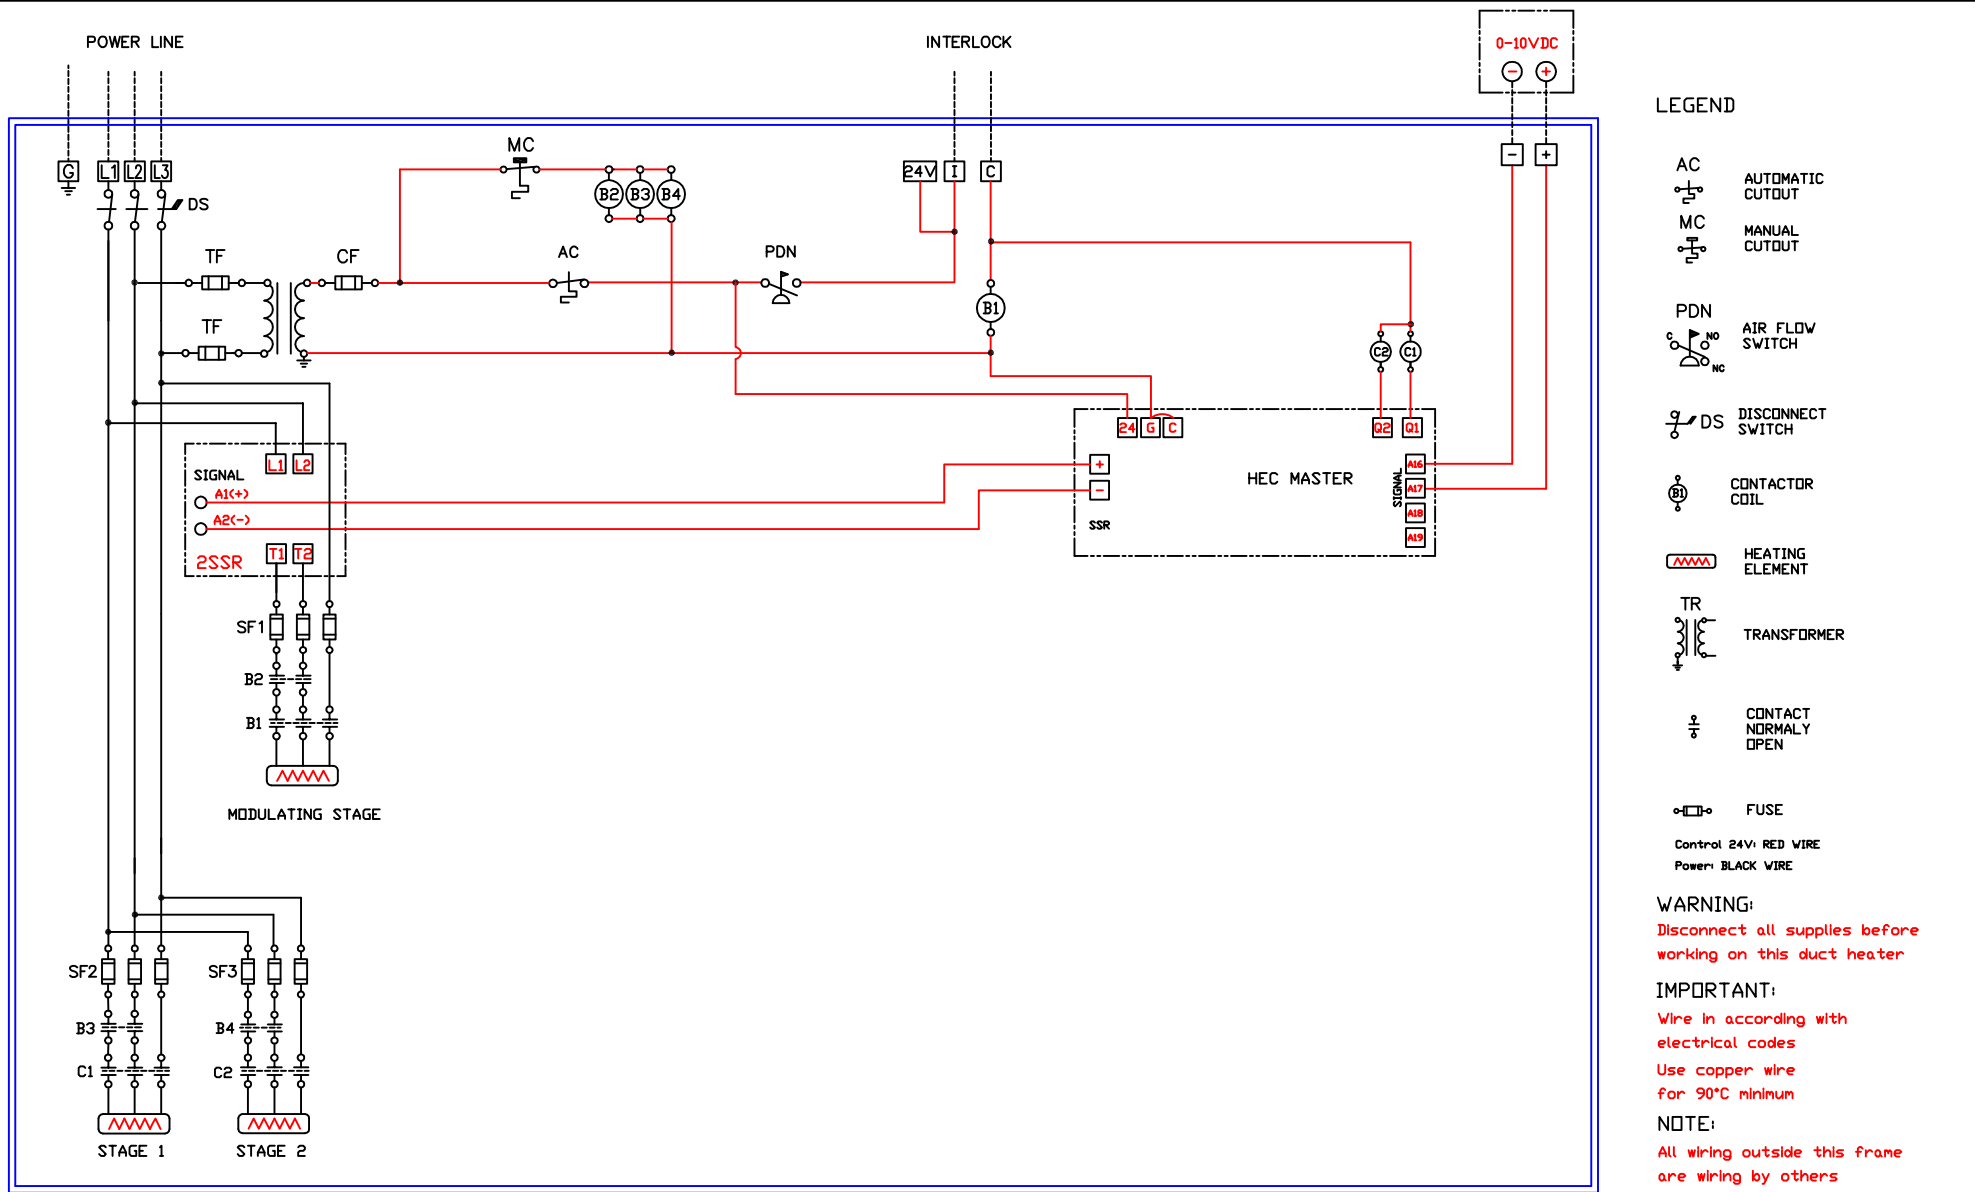 POWER LINE
INTERLOCK
0-10VDC
- +
LEGEND
MC
- +
G L1 L2 L3
24V I C
B2 B3 B4
DS
AC
AUTOMATIC
CUTOUT
MC
MANUAL
CUTOUT
TF
CF
AC
PDN
B1
TF
C2 C1
PDN
C
NO
NC
AIR FLOW
SWITCH
DS
DISCONNECT
SWITCH
24 G C
Q2 Q1
L1 L2
SIGNAL
A1(+)
A2(-)
+
-
SSR
HEC MASTER
SIGNAL
A16
A17
A18
A19
B1
CONTACTOR
COIL
2SSR
T1 T2
HEATING
ELEMENT
TR
TRANSFORMER
SF1
B2
B1
MODULATING STAGE
CONTACT
NORMALY
OPEN
FUSE
Control 24V: RED WIRE
Power: BLACK WIRE
WARNING:
Disconnect all supplies before
working on this duct heater
IMPORTANT:
Wire in according with
electrical codes
Use copper wire
for 90°C minimum
NOTE:
All wiring outside this frame
are wiring by others
SF2
SF3
B3
B4
C1
C2
STAGE 1
STAGE 2